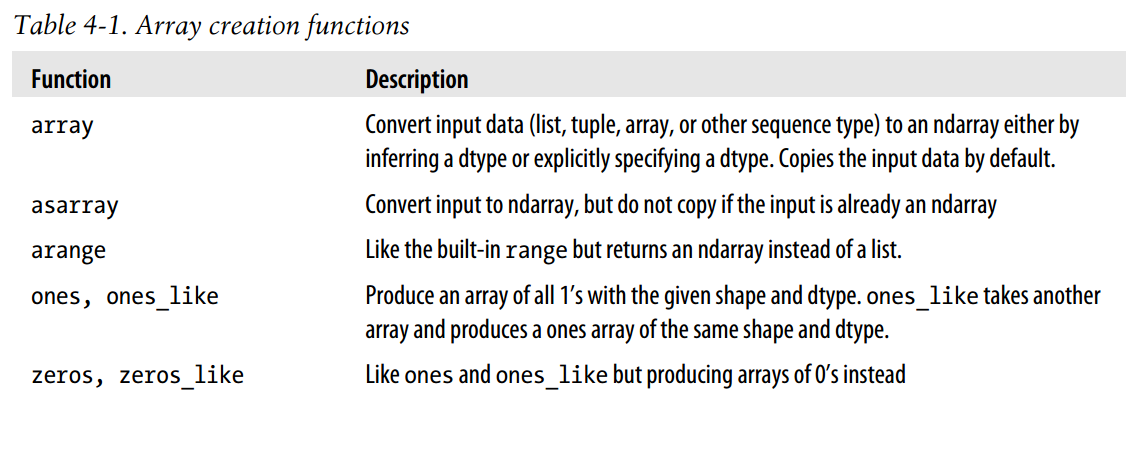 Table 4-1. Array creation functions
Function Description
array Convert input data (list, tuple, array, or other sequence type) to an ndarray either by
inferring a dtype or explicitly specifying a dtype. Copies the input data by default.
asarray Convert input to ndarray, but do not copy if the input is already an ndarray
arange Like the built-in range but returns an ndarray instead of a list.
ones, ones_like Produce an array of all 1’s with the given shape and dtype. ones_like takes another
array and produces a ones array of the same shape and dtype.
zeros, zeros_like Like ones and ones_like but producing arrays of 0’s instead